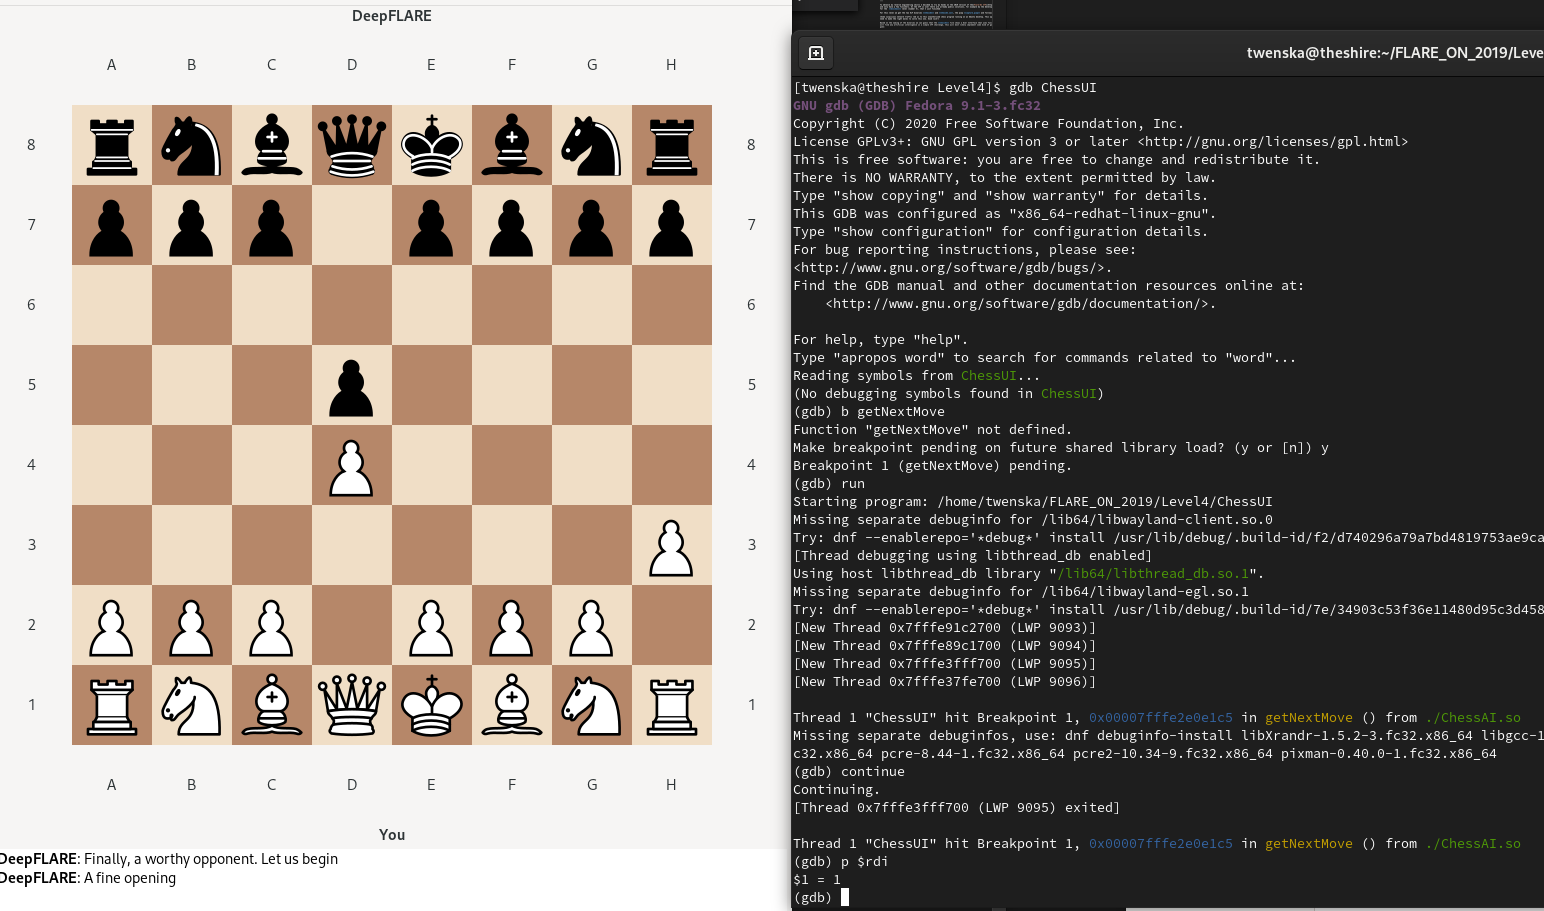 DeepFLARE
A B C D E F G H
8 8
7 7
6 6
5 5
4 4
3 3
2 2
1 1
A B C D E F G H
You
DeepFLARE: Finally, a worthy opponent. Let us begin
DeepFLARE: A fine opening
twenska@theshire:~/FLARE_ON_2019/Leve
[twenska@theshire Level4]$ gdb ChessUI
GNU gdb (GDB) Fedora 9.1-3.fc32
Copyright (C) 2020 Free Software Foundation, Inc.
License GPLv3+: GNU GPL version 3 or later <http://gnu.org/licenses/gpl.html>
This is free software: you are free to change and redistribute it.
There is NO WARRANTY, to the extent permitted by law.
Type "show copying" and "show warranty" for details.
This GDB was configured as "x86_64-redhat-linux-gnu".
Type "show configuration" for configuration details.
For bug reporting instructions, please see:
<http://www.gnu.org/software/gdb/bugs/>.
Find the GDB manual and other documentation resources online at:
    <http://www.gnu.org/software/gdb/documentation/>.
For help, type "help".
Type "apropos word" to search for commands related to "word"...
Reading symbols from ChessUI...
(No debugging symbols found in ChessUI)
(gdb) b getNextMove
Function "getNextMove" not defined.
Make breakpoint pending on future shared library load? (y or [n]) y
Breakpoint 1 (getNextMove) pending.
(gdb) run
Starting program: /home/twenska/FLARE_ON_2019/Level4/ChessUI
Missing separate debuginfo for /lib64/libwayland-client.so.0
Try: dnf --enablerepo='*debug*' install /usr/lib/debug/.build-id/f2/d740296a79a7bd4819753ae9ca
[Thread debugging using libthread_db enabled]
Using host libthread_db library "/lib64/libthread_db.so.1".
Missing separate debuginfo for /lib64/libwayland-egl.so.1
Try: dnf --enablerepo='*debug*' install /usr/lib/debug/.build-id/7e/34903c53f36e11480d95c3d458
[New Thread 0x7fffe91c2700 (LWP 9093)]
[New Thread 0x7fffe89c1700 (LWP 9094)]
[New Thread 0x7fffe3fff700 (LWP 9095)]
[New Thread 0x7fffe37fe700 (LWP 9096)]
Thread 1 "ChessUI" hit Breakpoint 1, 0x00007fffe2e0e1c5 in getNextMove () from ./ChessAI.so
Missing separate debuginfos, use: dnf debuginfo-install libXrandr-1.5.2-3.fc32.x86_64 libgcc-1
c32.x86_64 pcre-8.44-1.fc32.x86_64 pcre2-10.34-9.fc32.x86_64 pixman-0.40.0-1.fc32.x86_64
(gdb) continue
Continuing.
[Thread 0x7fffe3fff700 (LWP 9095) exited]
Thread 1 "ChessUI" hit Breakpoint 1, 0x00007fffe2e0e1c5 in getNextMove () from ./ChessAI.so
(gdb) p $rdi
$1 = 1
(gdb)